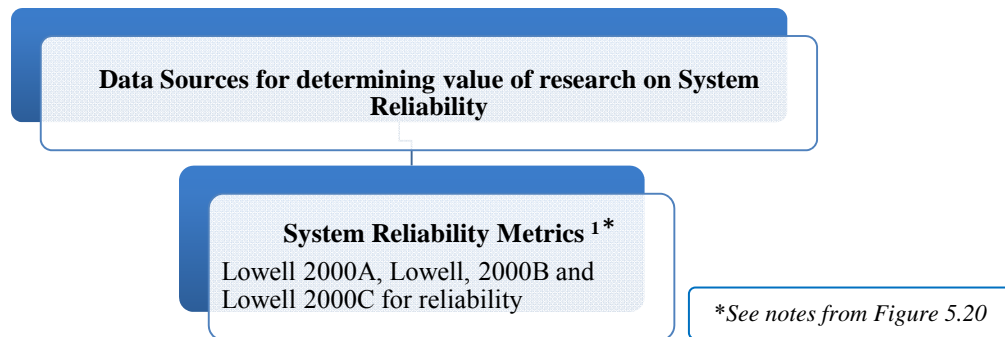 Data Sources for determining value of research on System
Reliability
System Reliability Metrics ¹*
Lowell 2000A, Lowell, 2000B and
Lowell 2000C for reliability
*See notes from Figure 5.20